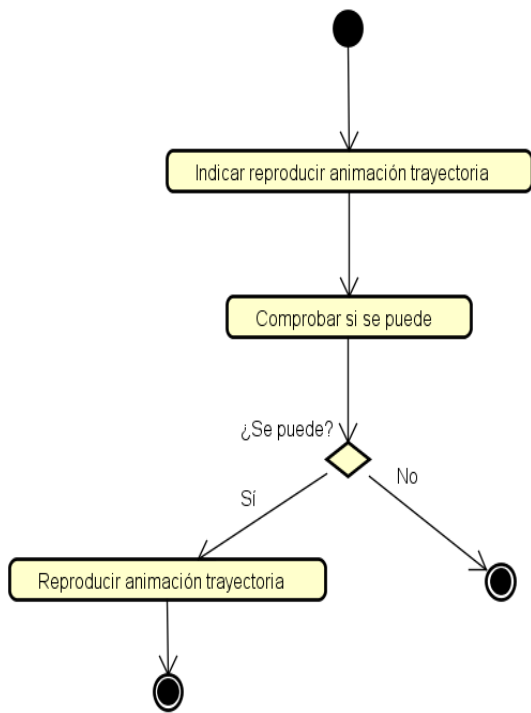 Indicar reproducir animación trayectoria
Comprobar si se puede
¿Se puede?
Sí
No
Reproducir animación trayectoria